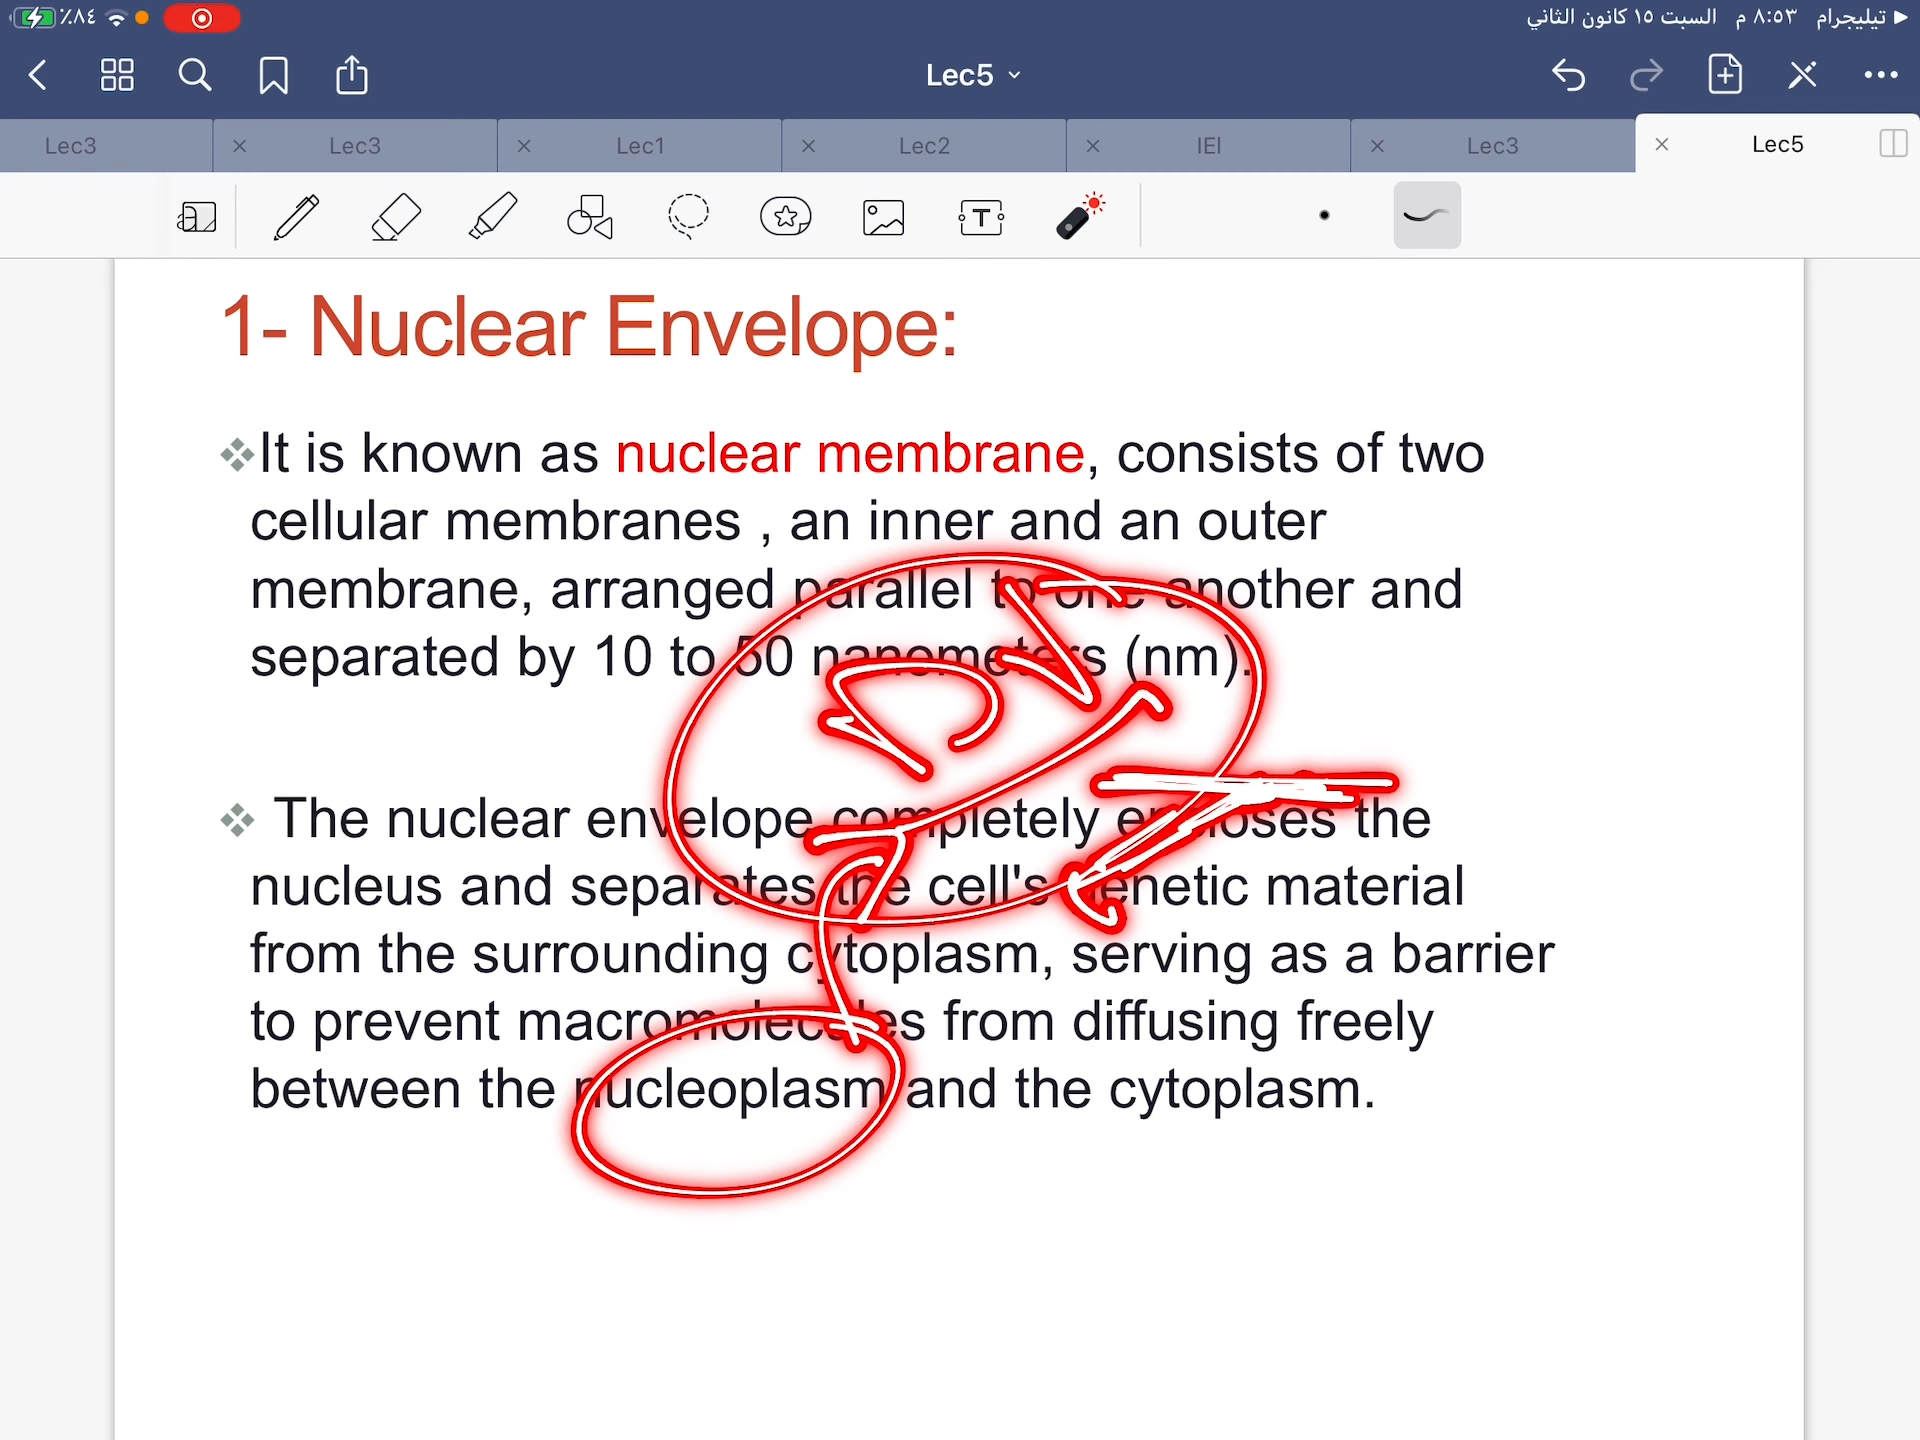 ٪٨٤
السبت ١٥ كانون الثاني ٨:٥٣ م تيليجرام
Lec5
Lec3 Lec3 Lec1 Lec2 IEI Lec3 Lec5
1- Nuclear Envelope:
It is known as nuclear membrane, consists of two
cellular membranes , an inner and an outer
membrane, arranged parallel to one another and
separated by 10 to 50 nanometers (nm).
The nuclear envelope completely encloses the
nucleus and separates the cell's genetic material
from the surrounding cytoplasm, serving as a barrier
to prevent macromolecules from diffusing freely
between the nucleoplasm and the cytoplasm.